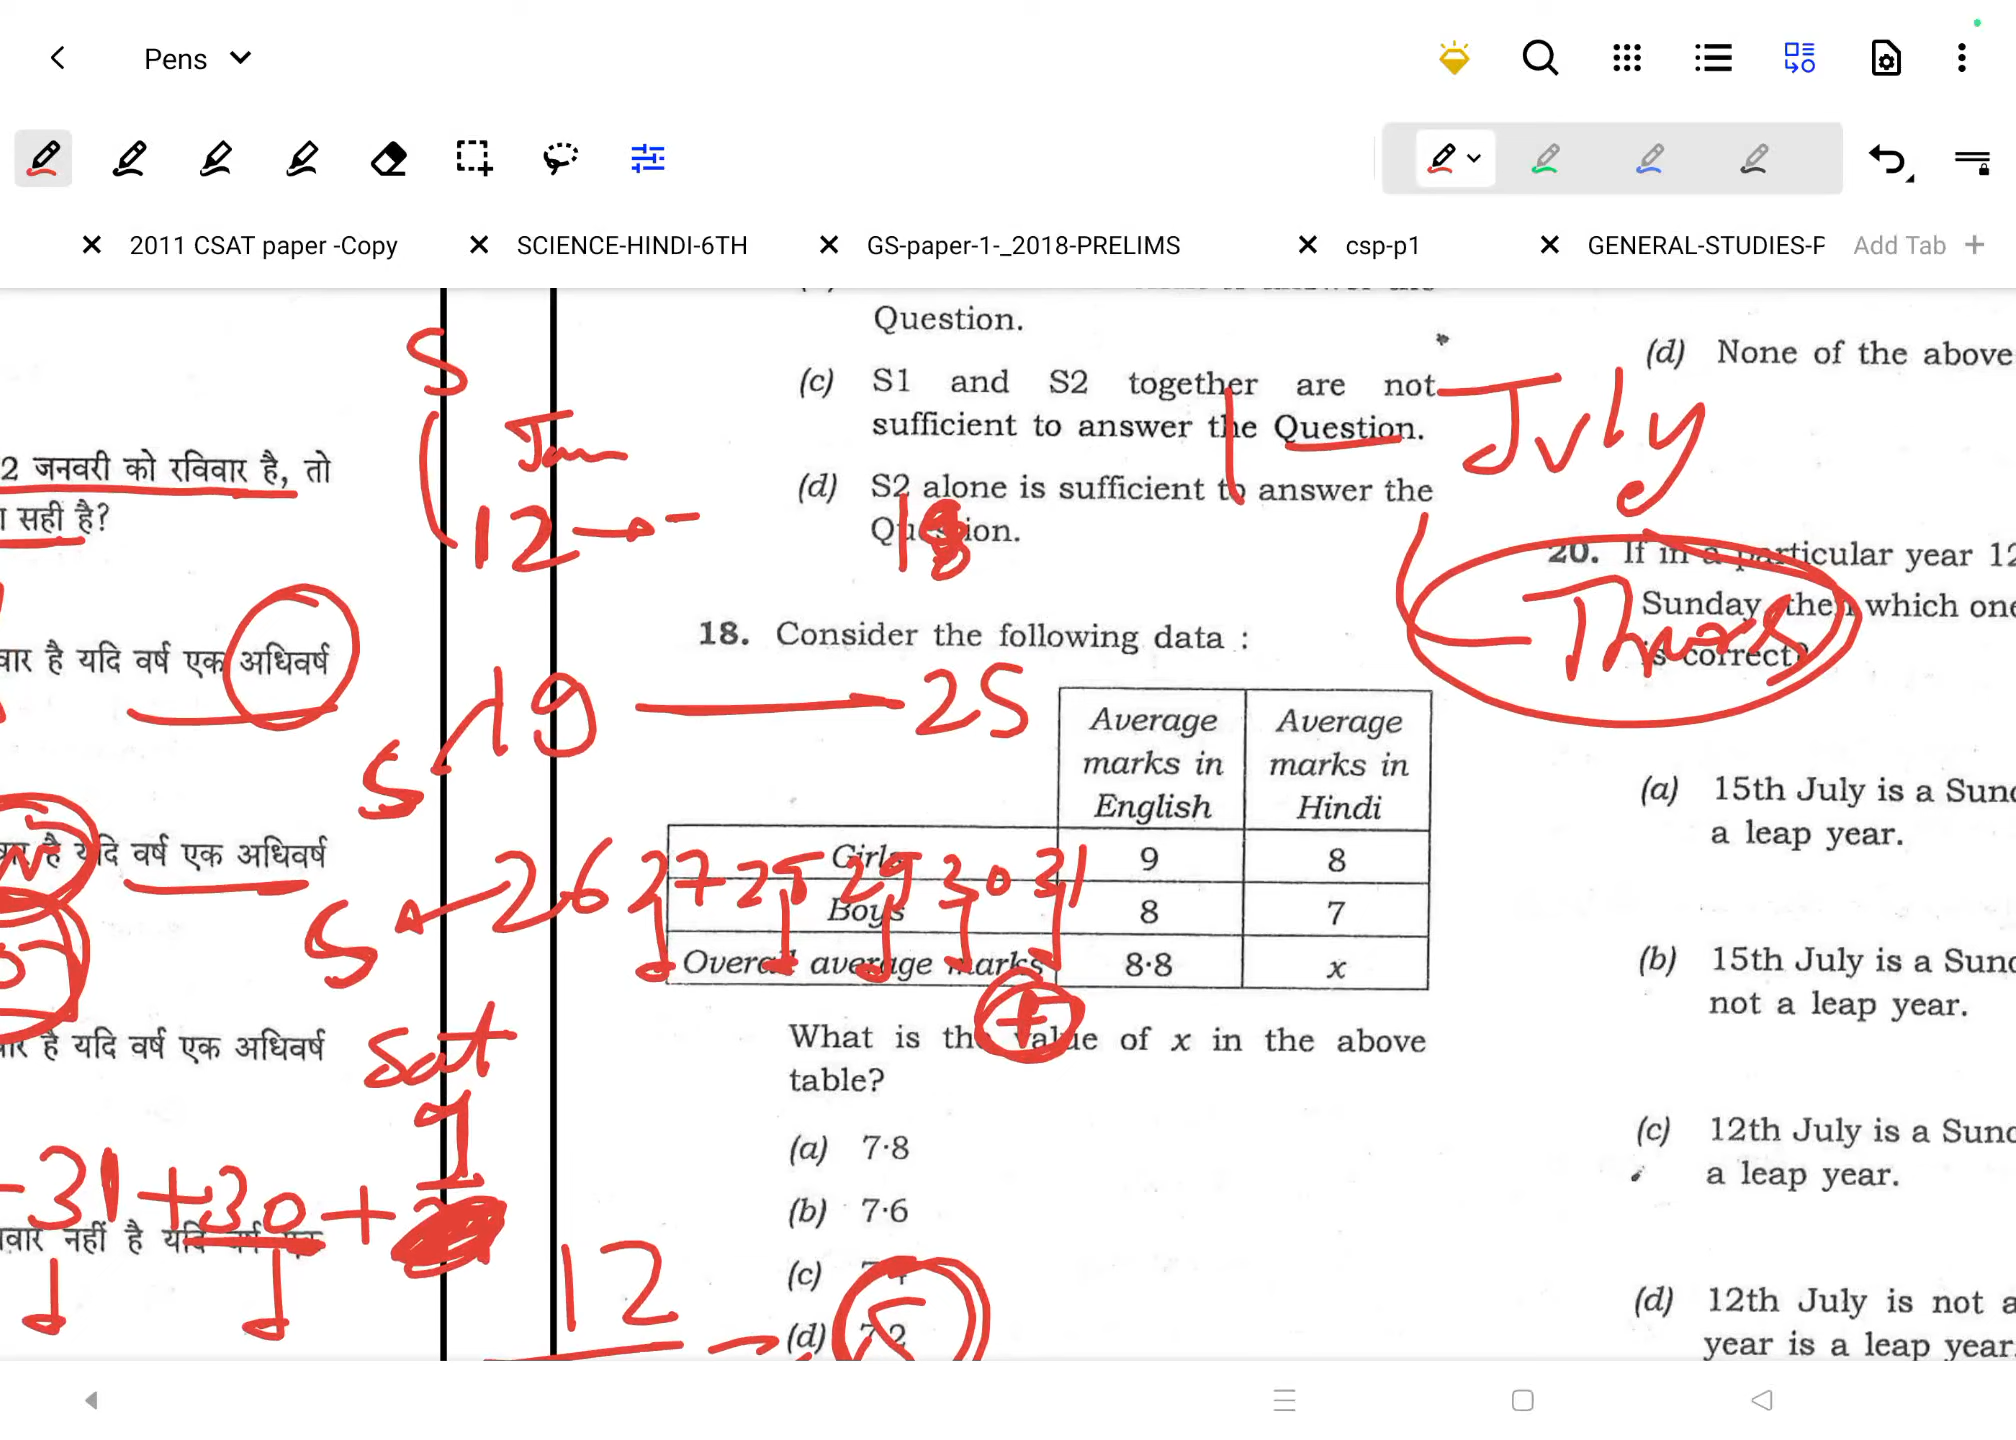 Pens
2011 CSAT paper -Copy
SCIENCE-HINDI-6TH
GS-paper-1-_2018-PRELIMS
csp-p1
GENERAL-STUDIES-P
Add Tab +
2 जनवरी को रविवार है, तो
सही है?
वार है यदि वर्ष एक अधिवर्ष
है यदि वर्ष एक अधिवर्ष
वार है यदि वर्ष एक अधिवर्ष
वार नहीं है यदि वर्ष एक
S
Jan
12
19 25
S
S 26 27 28 29 30 31
Sat
31 + 30 +
12
Question.
(c) S1 and S2 together are not
sufficient to answer the Question.
(d) S2 alone is sufficient to answer the
Question.
18. Consider the following data :
Average marks in English
Average marks in Hindi
Girls 9 8
Boys 8 7
Overall average marks 8·8 x
What is the value of x in the above
table?
(a) 7·8
(b) 7·6
(c) 7·4
(d) 7·2
July
Thurs
(d) None of the above
20. If in a particular year 12
Sunday, then which one
is correct?
(a) 15th July is a Sund
a leap year.
(b) 15th July is a Sund
not a leap year.
(c) 12th July is a Sund
a leap year.
(d) 12th July is not a
year is a leap year.